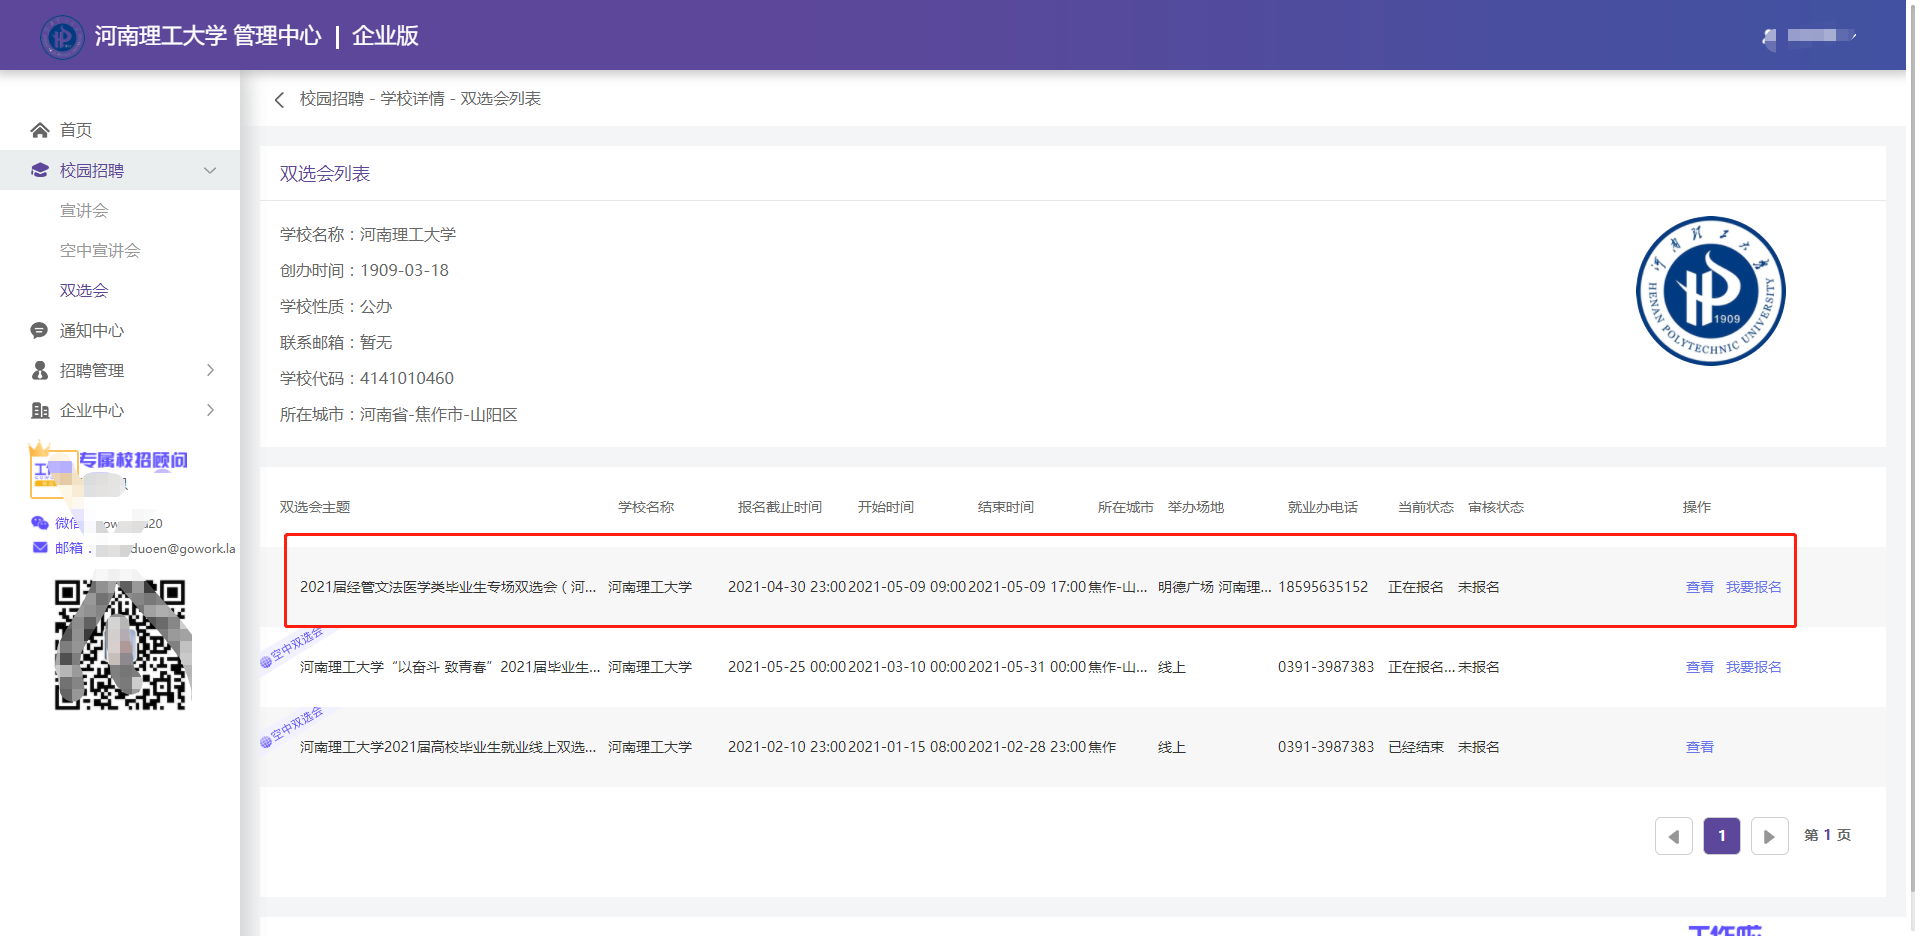 河南理工大学 管理中心 | 企业版
校园招聘 - 学校详情 - 双选会列表
首页
校园招聘
宣讲会
空中宣讲会
双选会
通知中心
招聘管理
企业中心
专属校招顾问
微信
a20
邮箱：
duoen@gowork.la
双选会列表
学校名称：河南理工大学
创办时间：1909-03-18
学校性质：公办
联系邮箱：暂无
学校代码：4141010460
所在城市：河南省-焦作市-山阳区
河南理工大学
HENAN POLYTECHNIC UNIVERSITY
1909
双选会主题 学校名称 报名截止时间 开始时间 结束时间 所在城市 举办场地 就业办电话 当前状态 审核状态 操作
2021届经管文法医学类毕业生专场双选会（河... 河南理工大学 2021-04-30 23:00 2021-05-09 09:00 2021-05-09 17:00 焦作-山... 明德广场 河南理... 18595635152 正在报名 未报名 查看 我要报名
空中双选会
河南理工大学“以奋斗 致青春”2021届毕业生... 河南理工大学 2021-05-25 00:00 2021-03-10 00:00 2021-05-31 00:00 焦作-山... 线上 0391-3987383 正在报名... 未报名 查看 我要报名
空中双选会
河南理工大学2021届高校毕业生就业线上双选... 河南理工大学 2021-02-10 23:00 2021-01-15 08:00 2021-02-28 23:00 焦作 线上 0391-3987383 已经结束 未报名 查看
1 第 1 页